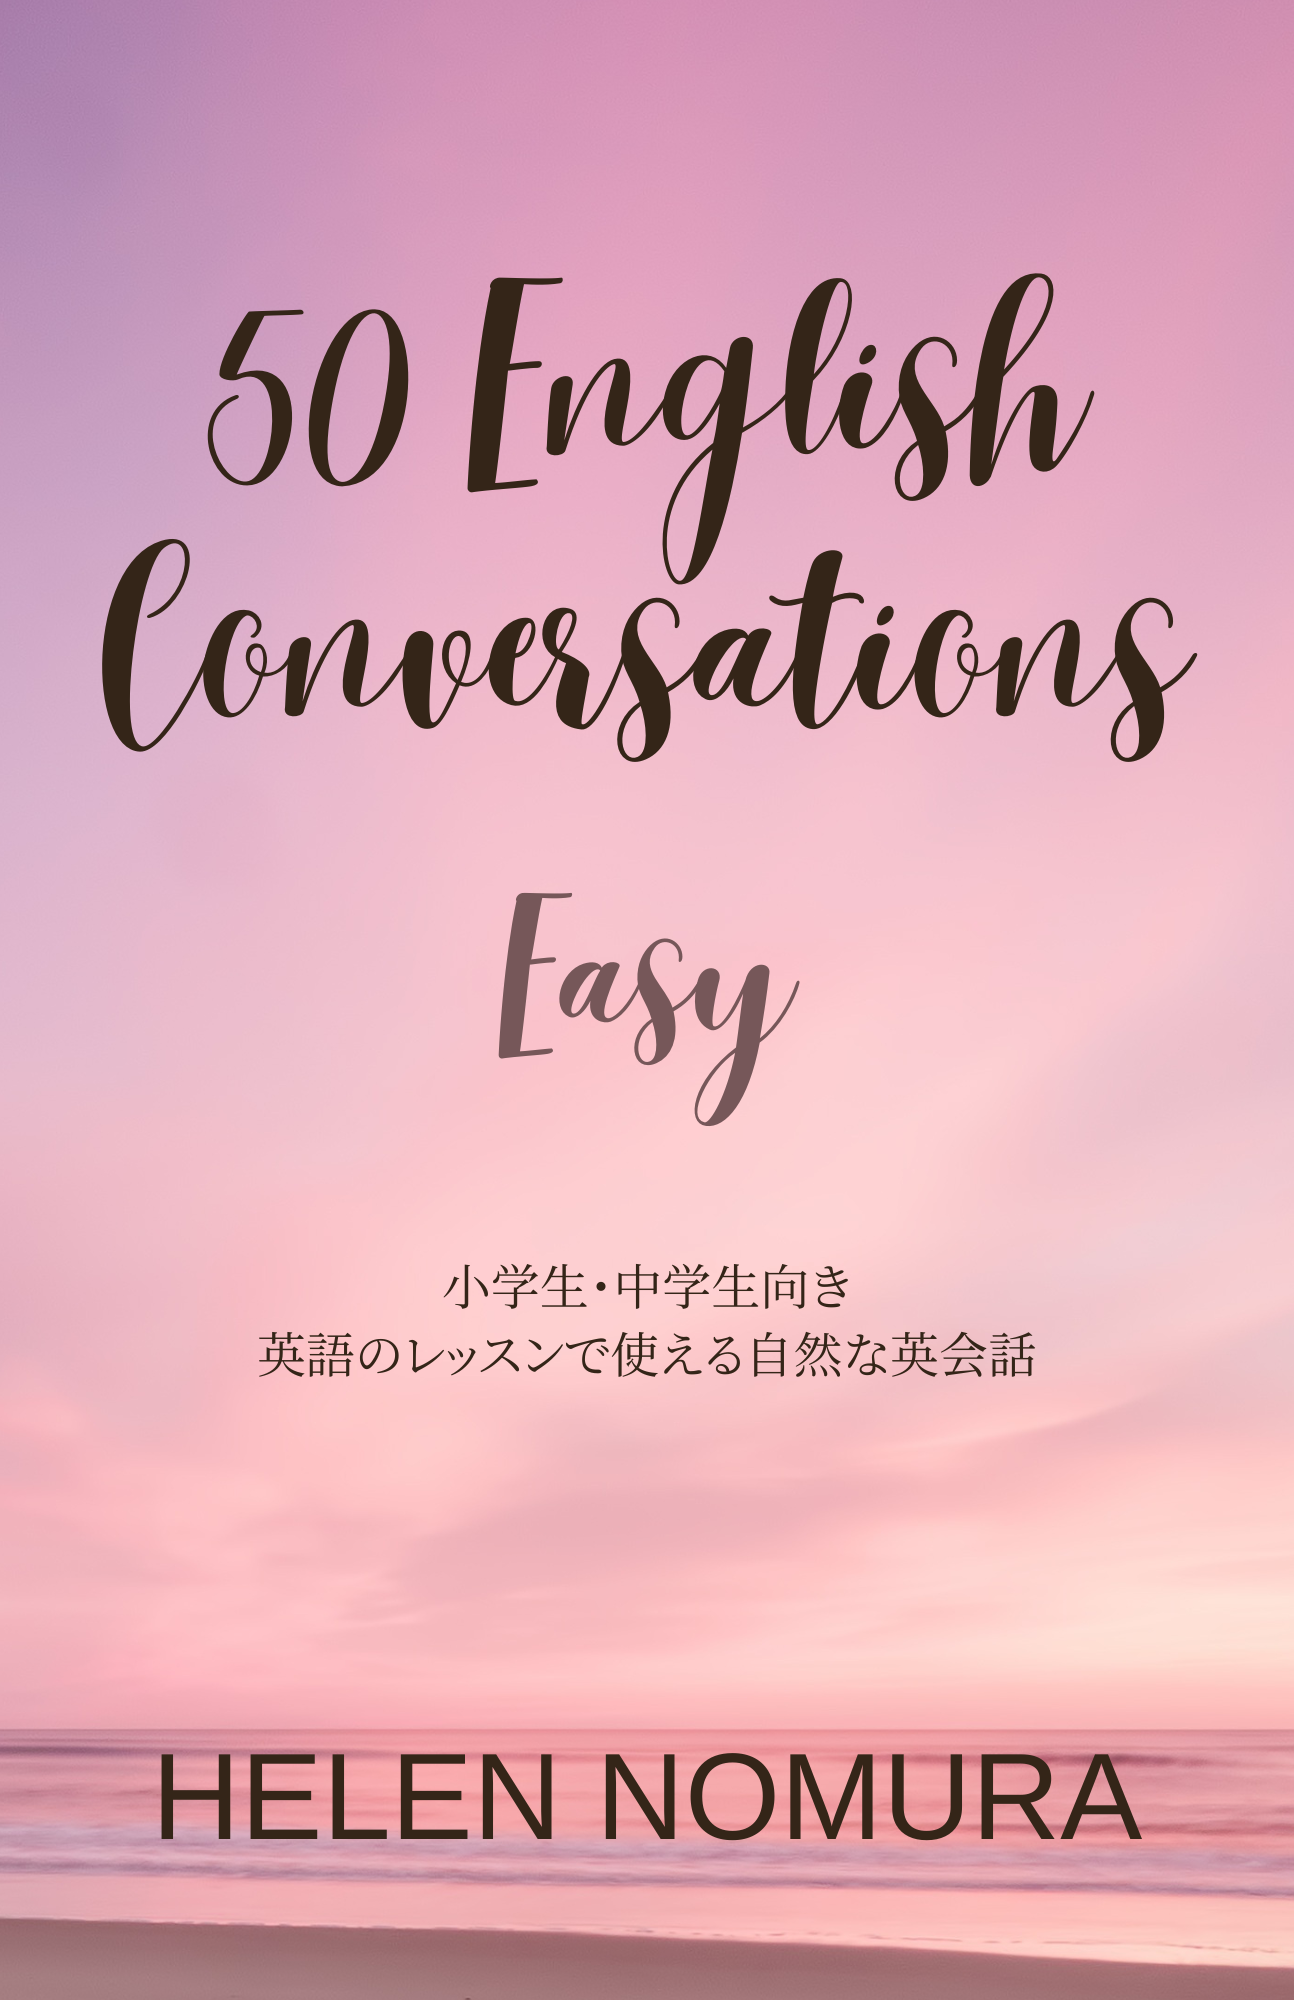 50 English
Conversations
Easy
小学生・中学生向き
英語のレッスンで使える自然な英会話
HELEN NOMURA